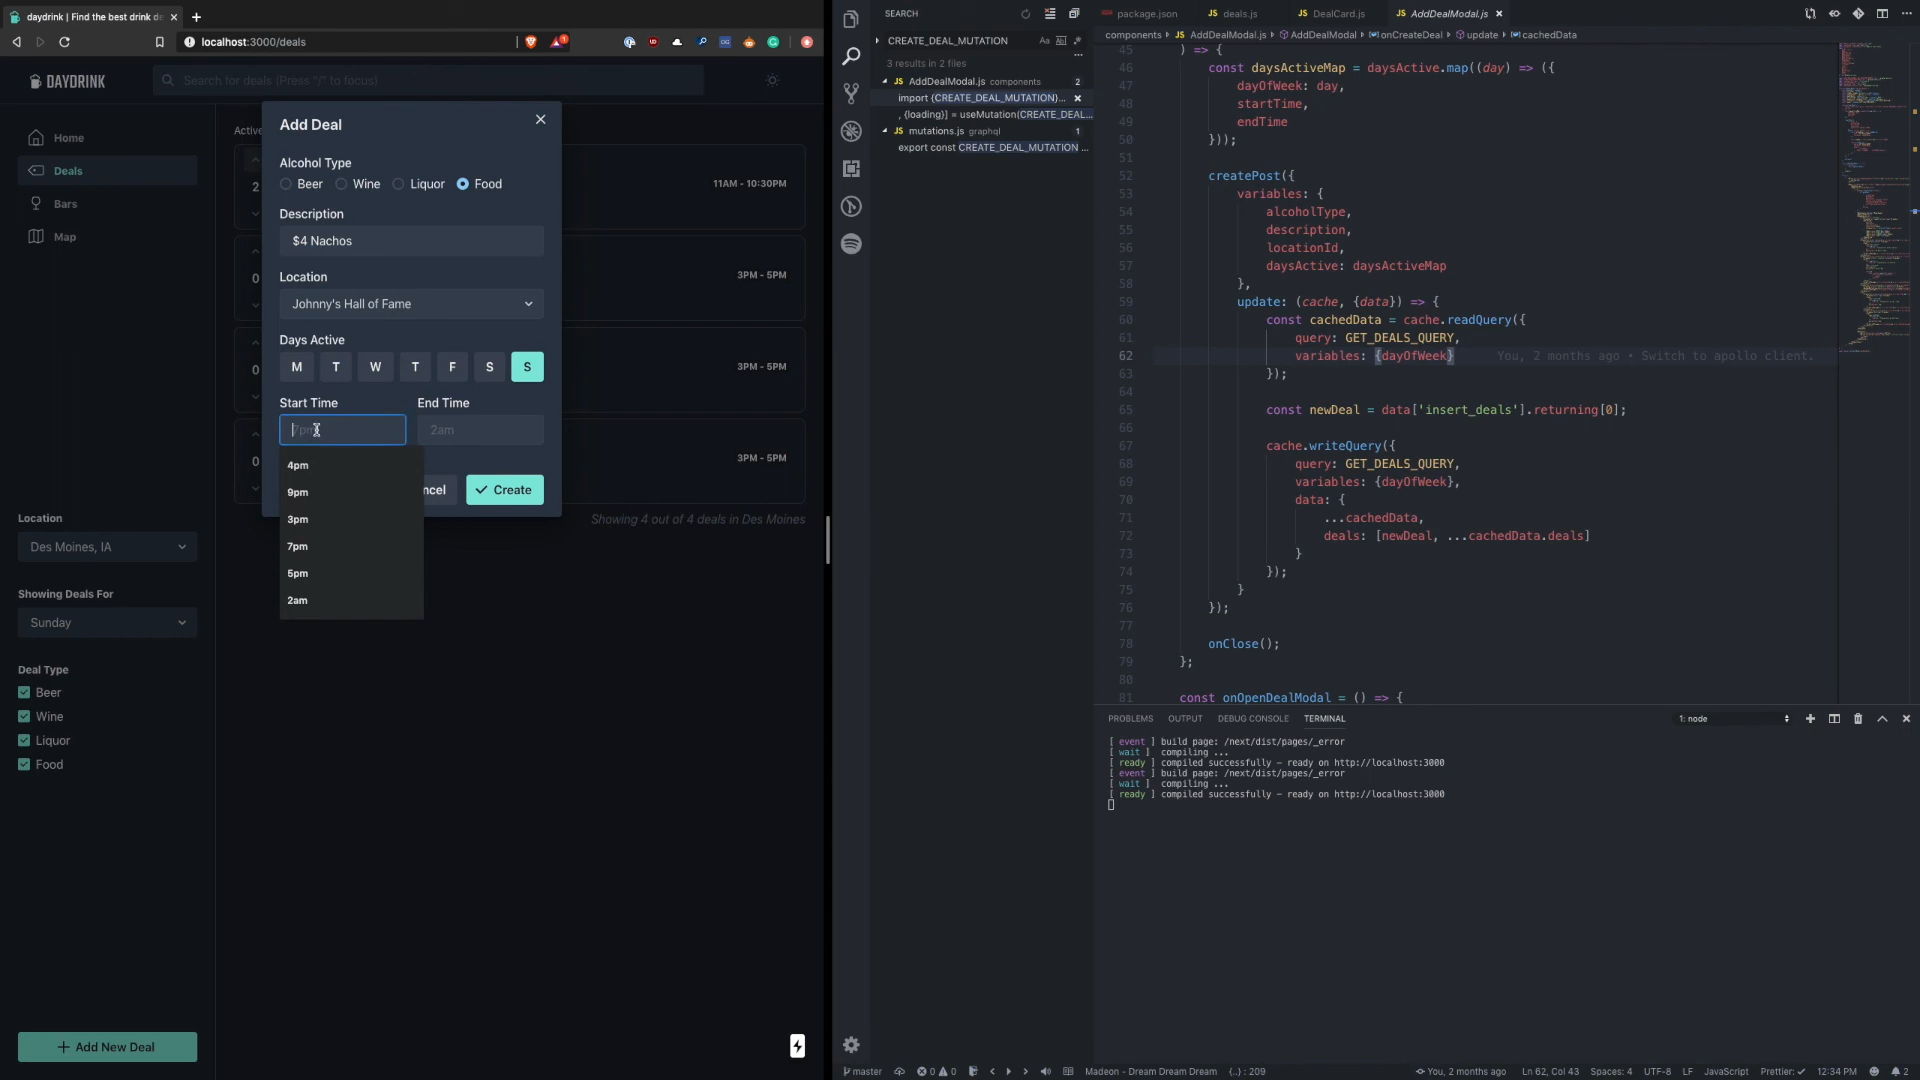 daydrink | Find the best drink de
localhost:3000/deals
1
DAYDRINK
Search for deals (Press "/" to focus)
Home
Deals
Bars
Map
Location
Des Moines, IA
Showing Deals For
Sunday
Deal Type
Beer
Wine
Liquor
Food
+ Add New Deal
Active
2
11AM - 10:30PM
0
3PM - 5PM
0
3PM - 5PM
0
3PM - 5PM
Showing 4 out of 4 deals in Des Moines
Add Deal
Alcohol Type
Beer
Wine
Liquor
Food
Description
$4 Nachos
Location
Johnny's Hall of Fame
Days Active
M T W T F S S
Start Time
End Time
7pm
2am
4pm
9pm
3pm
7pm
5pm
2am
ncel
Create
SEARCH
CREATE_DEAL_MUTATION
3 results in 2 files
AddDealModal.js components 2
import {CREATE_DEAL_MUTATION}...
, {loading}] = useMutation(CREATE_DEAL...
mutations.js graphql 1
export const CREATE_DEAL_MUTATION ...
package.json
deals.js
DealCard.js
AddDealModal.js
components > AddDealModal.js > AddDealModal > onCreateDeal > update > cachedData
45 ) => {
46 const daysActiveMap = daysActive.map((day) => ({
47 dayOfWeek: day,
48 startTime,
49 endTime
50 }));
51
52 createPost({
53 variables: {
54 alcoholType,
55 description,
56 locationId,
57 daysActive: daysActiveMap
58 },
59 update: (cache, {data}) => {
60 const cachedData = cache.readQuery({
61 query: GET_DEALS_QUERY,
62 variables: {dayOfWeek} You, 2 months ago • Switch to apollo client.
63 });
64
65 const newDeal = data['insert_deals'].returning[0];
66
67 cache.writeQuery({
68 query: GET_DEALS_QUERY,
69 variables: {dayOfWeek},
70 data: {
71 ...cachedData,
72 deals: [newDeal, ...cachedData.deals]
73 }
74 });
75 }
76 });
77
78 onClose();
79 };
80
81 const onOpenDealModal = () => {
PROBLEMS OUTPUT DEBUG CONSOLE TERMINAL
1: node
[ event ] build page: /next/dist/pages/_error
[ wait ] compiling ...
[ ready ] compiled successfully - ready on http://localhost:3000
[ event ] build page: /next/dist/pages/_error
[ wait ] compiling ...
[ ready ] compiled successfully - ready on http://localhost:3000
master 0 0 Madeon - Dream Dream Dream {..} : 209 You, 2 months ago Ln 62, Col 43 Spaces: 4 UTF-8 LF JavaScript Prettier: ✓ 12:34 PM 2